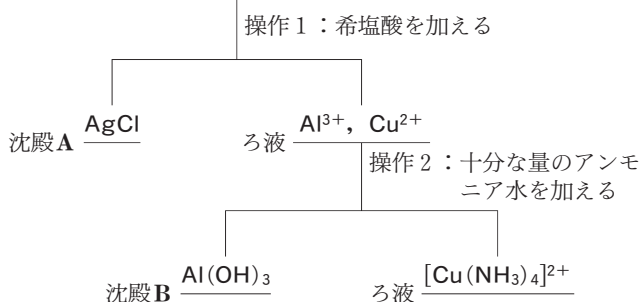 操作1：希塩酸を加える
沈殿A AgCl
ろ液 Al³⁺, Cu²⁺
操作2：十分な量のアンモ
ニア水を加える
沈殿B Al(OH)₃
ろ液 [Cu(NH₃)₄]²⁺